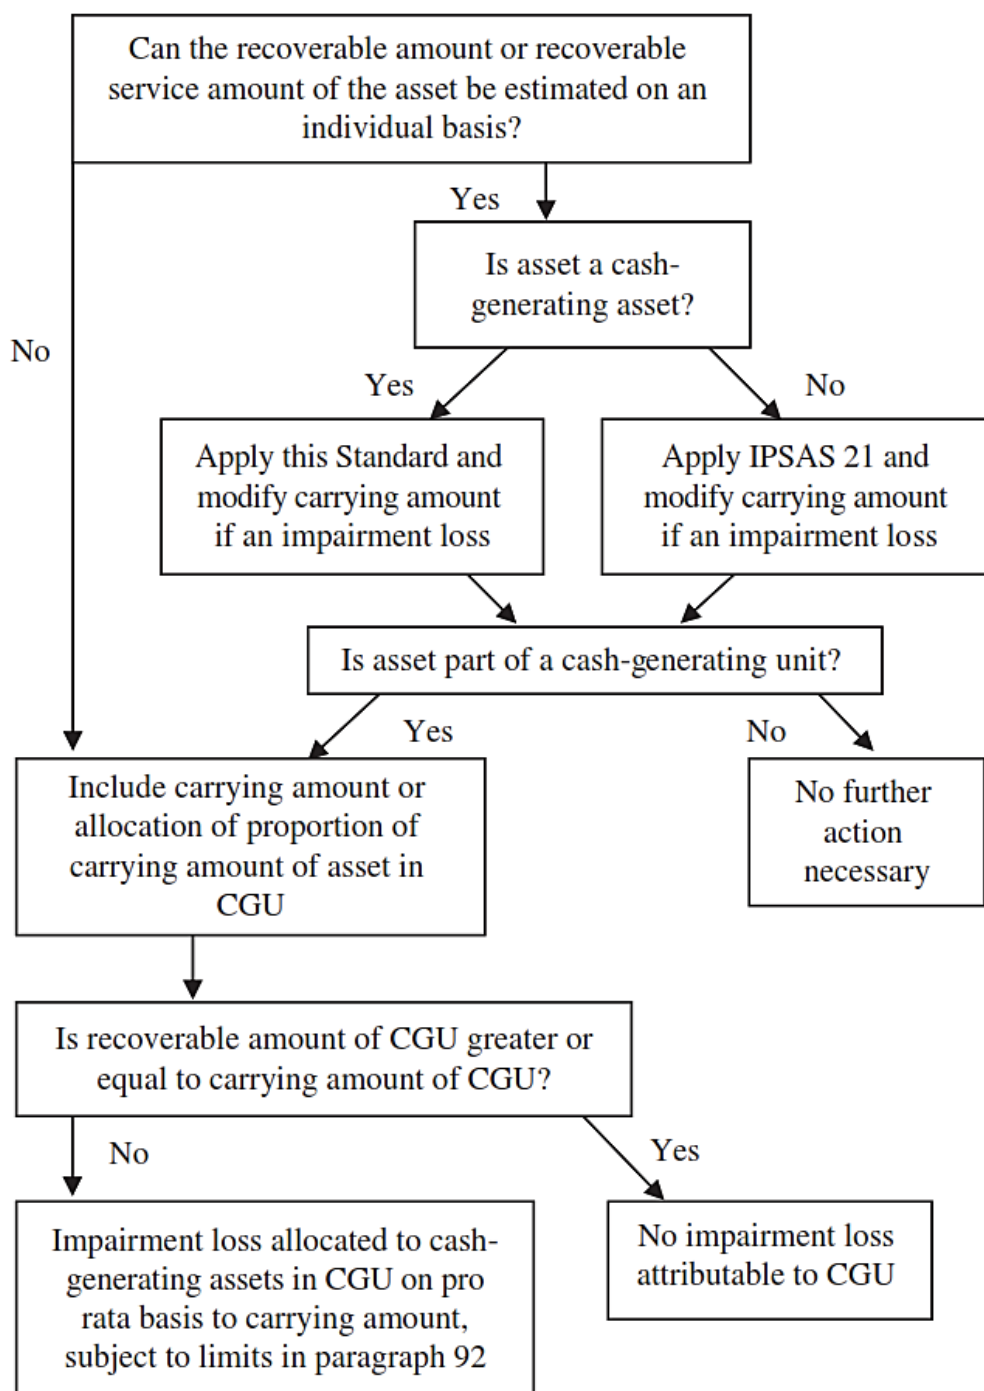 Can the recoverable amount or recoverable
service amount of the asset be estimated on an
individual basis?
Yes
Is asset a cash-
generating asset?
No
Yes
No
Apply this Standard and
modify carrying amount
if an impairment loss
Apply IPSAS 21 and
modify carrying amount
if an impairment loss
Is asset part of a cash-generating unit?
Yes
No
Include carrying amount or
allocation of proportion of
carrying amount of asset in
CGU
No further
action
necessary
Is recoverable amount of CGU greater or
equal to carrying amount of CGU?
No
Yes
Impairment loss allocated to cash-
generating assets in CGU on pro
rata basis to carrying amount,
subject to limits in paragraph 92
No impairment loss
attributable to CGU